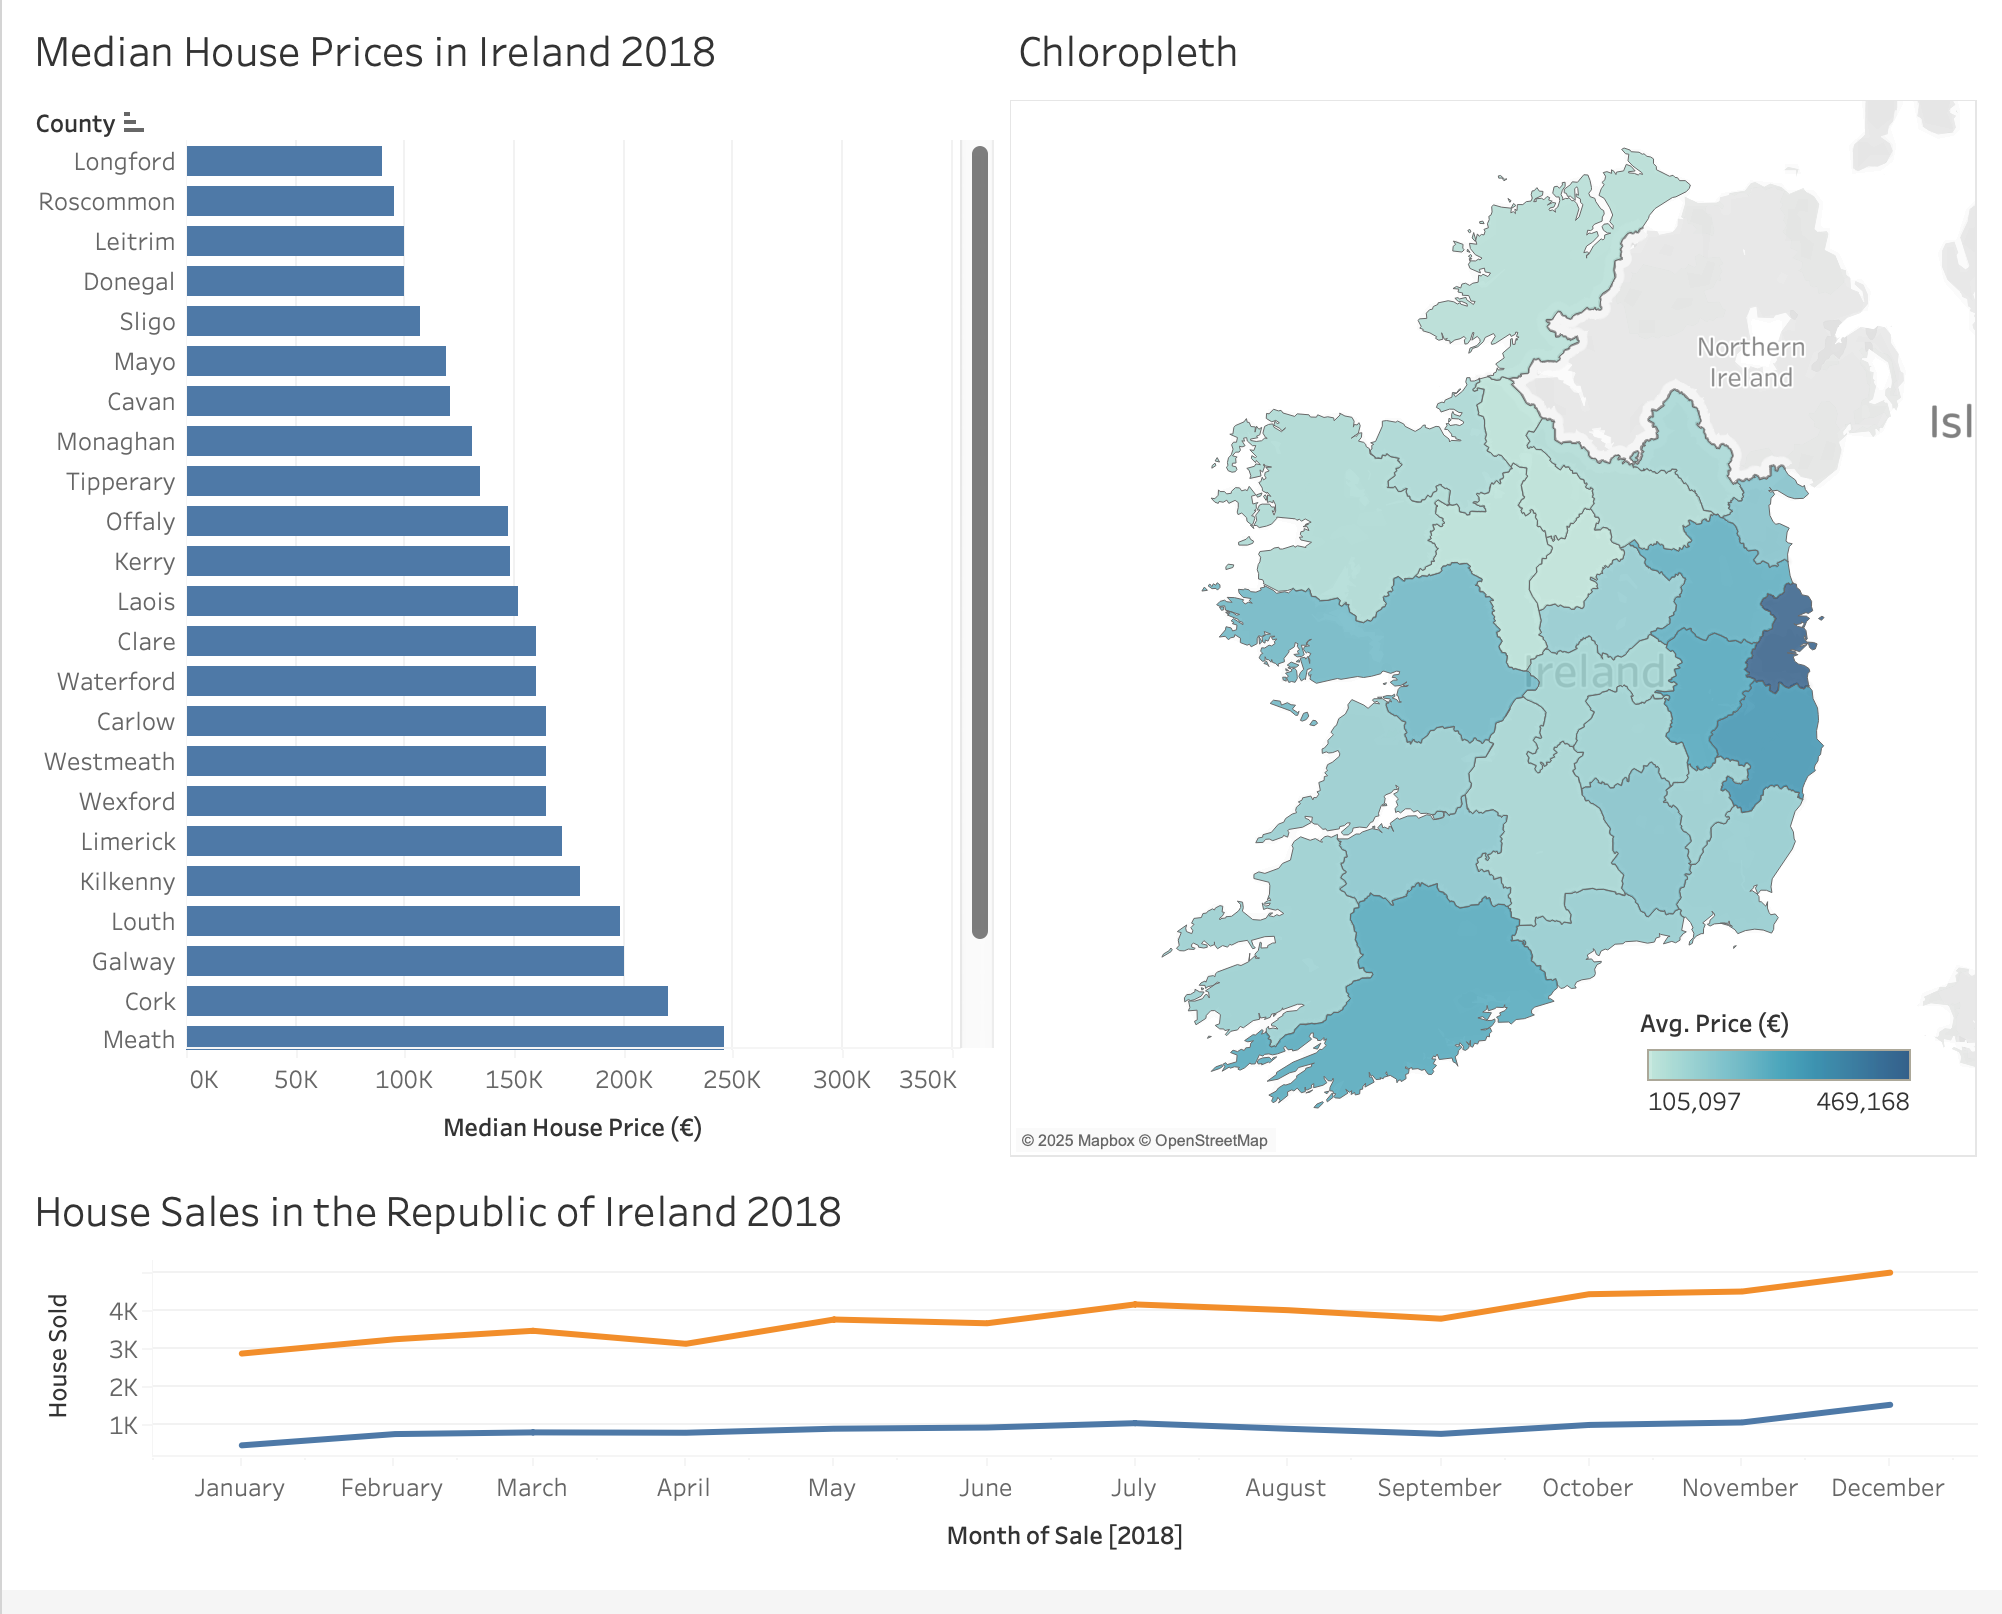 Median House Prices in Ireland 2018
County
Longford
Roscommon
Leitrim
Donegal
Sligo
Mayo
Cavan
Monaghan
Tipperary
Offaly
Kerry
Laois
Clare
Waterford
Carlow
Westmeath
Wexford
Limerick
Kilkenny
Louth
Galway
Cork
Meath
0K 50K 100K 150K 200K 250K 300K 350K
Median House Price (€)
Chloropleth
Northern
Ireland
Isl
Ireland
Avg. Price (€)
105,097 469,168
© 2025 Mapbox © OpenStreetMap
House Sales in the Republic of Ireland 2018
House Sold
4K
3K
2K
1K
January February March April May June July August September October November December
Month of Sale [2018]